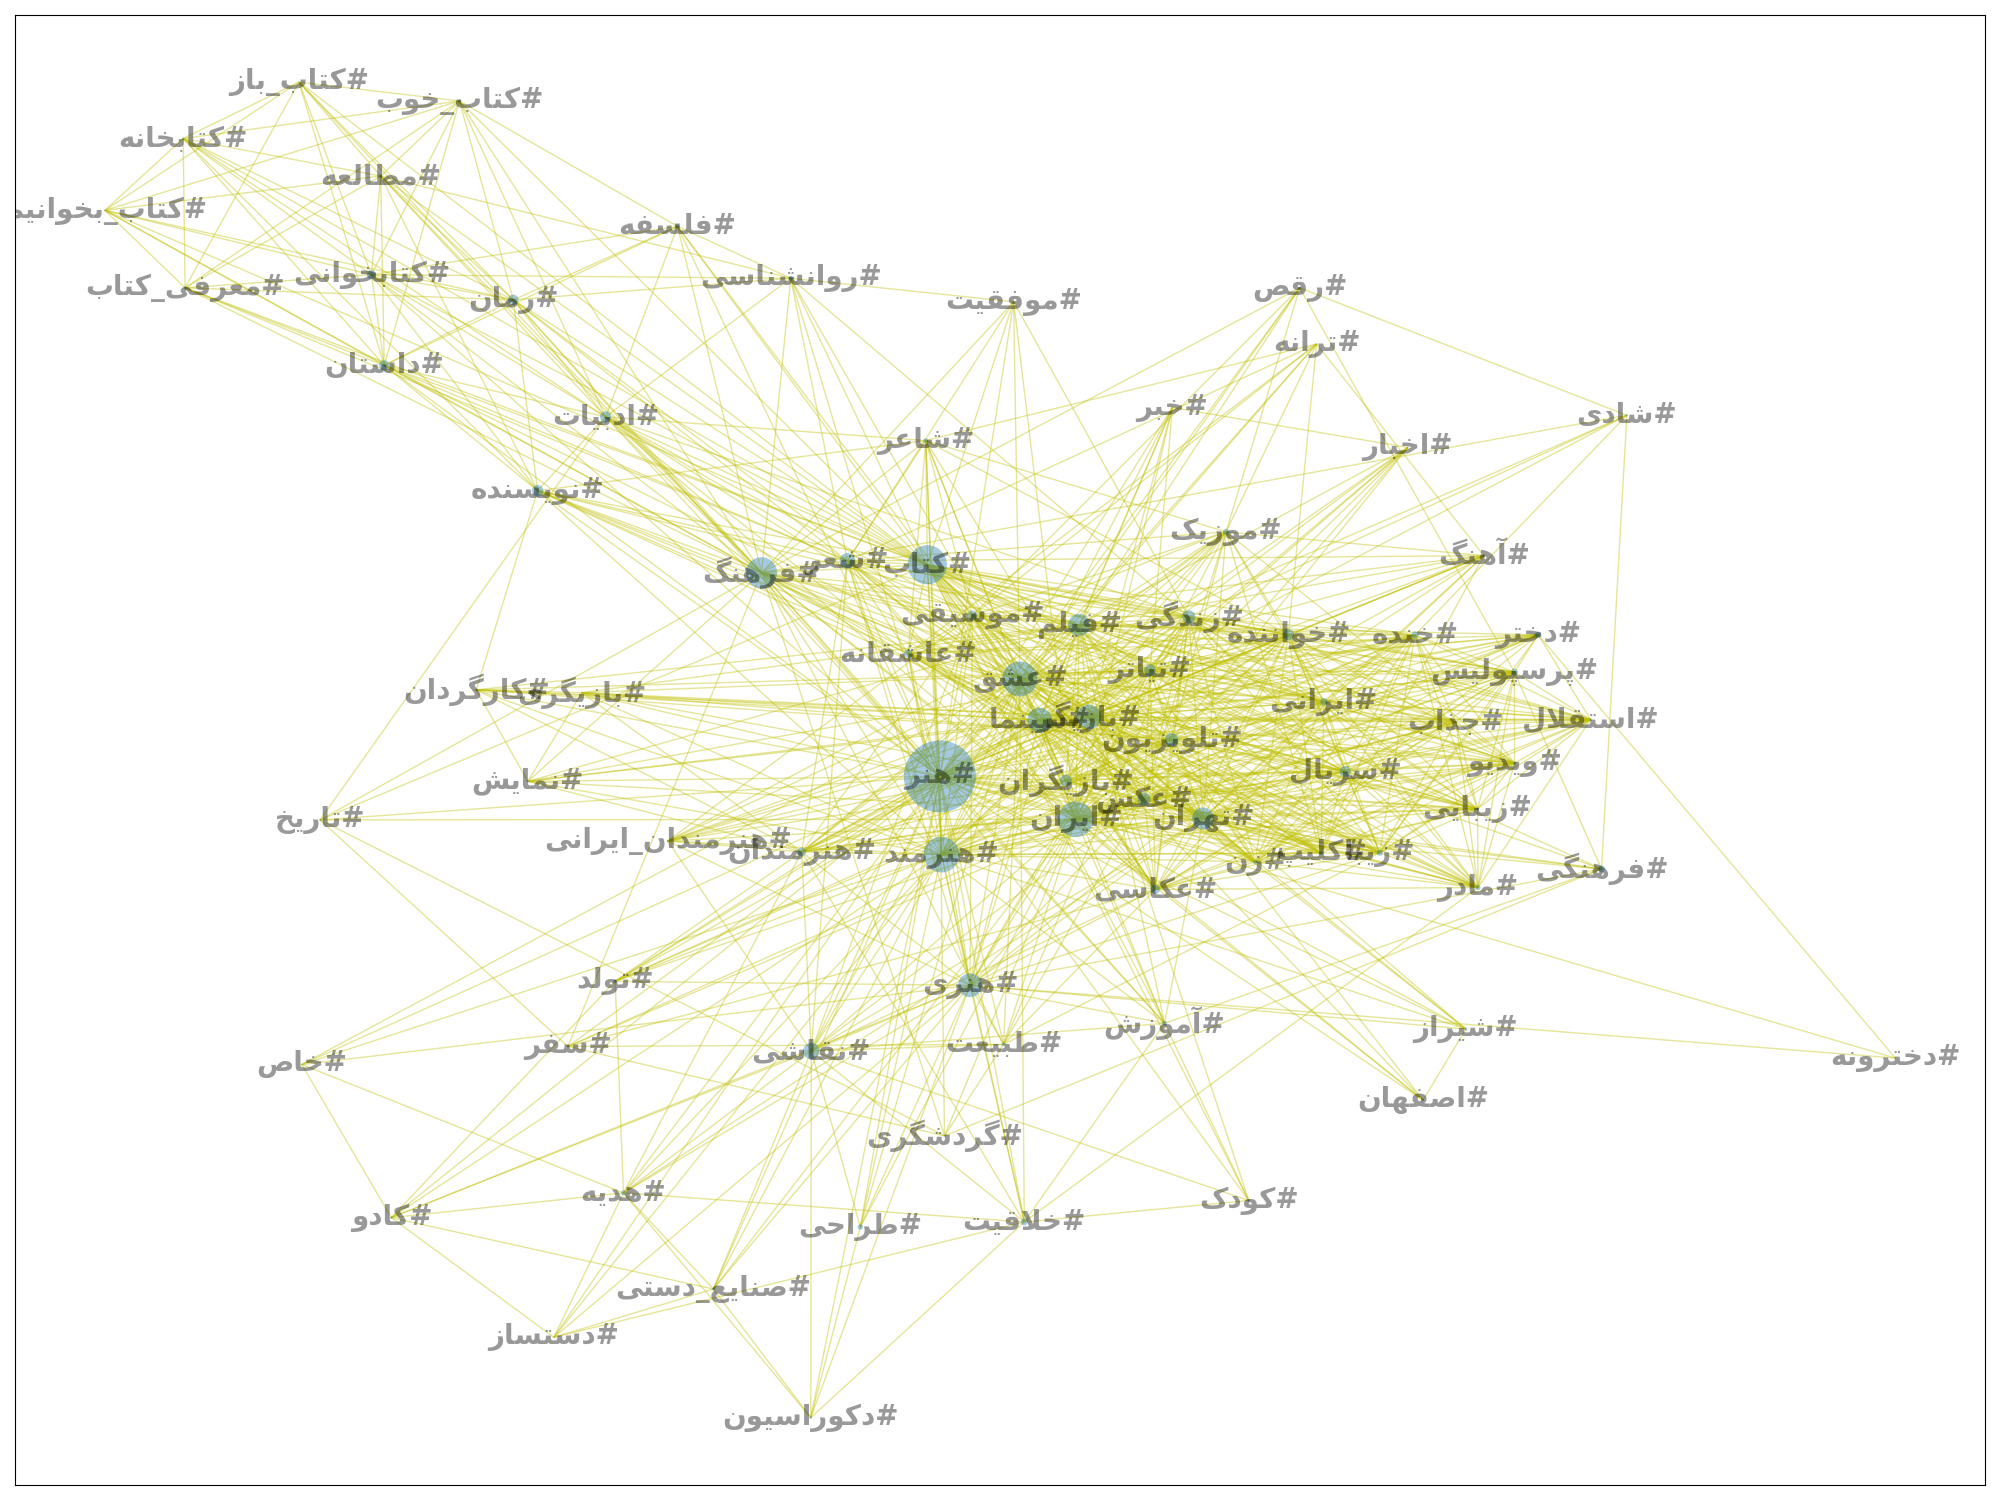 #کتاب_باز
#کتاب_خوب
#کتابخانه
#مطالعه
#کتاب_بخوانیم
#فلسفه
#کتابخوانی
#روانشناسی
#معرفی_کتاب
#رمان
#موفقیت
#رقص
#ترانه
#داستان
#خبر
#شادی
#ادبیات
#شاعر
#اخبار
#نویسنده
#موزیک
#آهنگ
#فرهنگ
#شعر
#کتاب
#موسیقی
#فیلم
#زندگی
#خواننده
#خنده
#دختر
#عاشقانه
#عشق
#تیاتر
#پرسپولیس
#کارگردان
#بازیگری
#ایرانی
#سینما
#بازیگر
#جذاب
#استقلال
#تلویزیون
#هنر
#نمایش
#بازیگران
#سریال
#ویدیو
#عکس
#زیبایی
#تاریخ
#ایران
#تهران
#هنرمندان_ایرانی
#هنرمندان
#هنرمند
#زن
#کلیپ
#زیبا
#فرهنگی
#عکاسی
#مادر
#تولد
#هنری
#آموزش
#شیراز
#سفر
#طبیعت
#نقاشی
#خاص
#دخترونه
#اصفهان
#گردشگری
#هدیه
#کودک
#کادو
#طراحی
#خلاقیت
#صنایع_دستی
#دستساز
#دکوراسیون